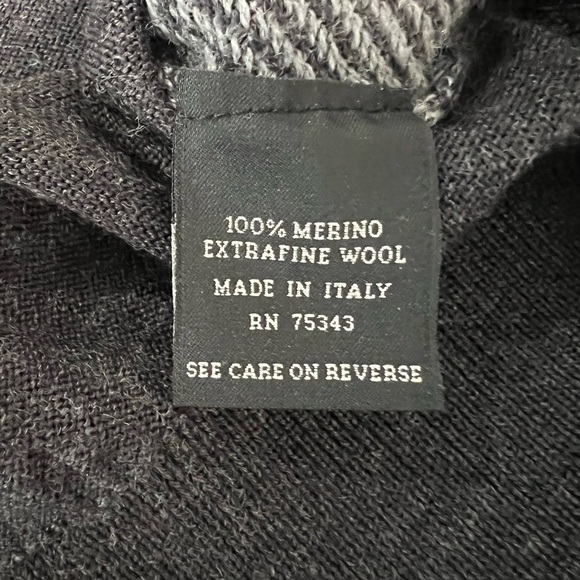 100% MERINO
EXTRAFINE WOOL
MADE IN ITALY
RN 75343
SEE CARE ON REVERSE